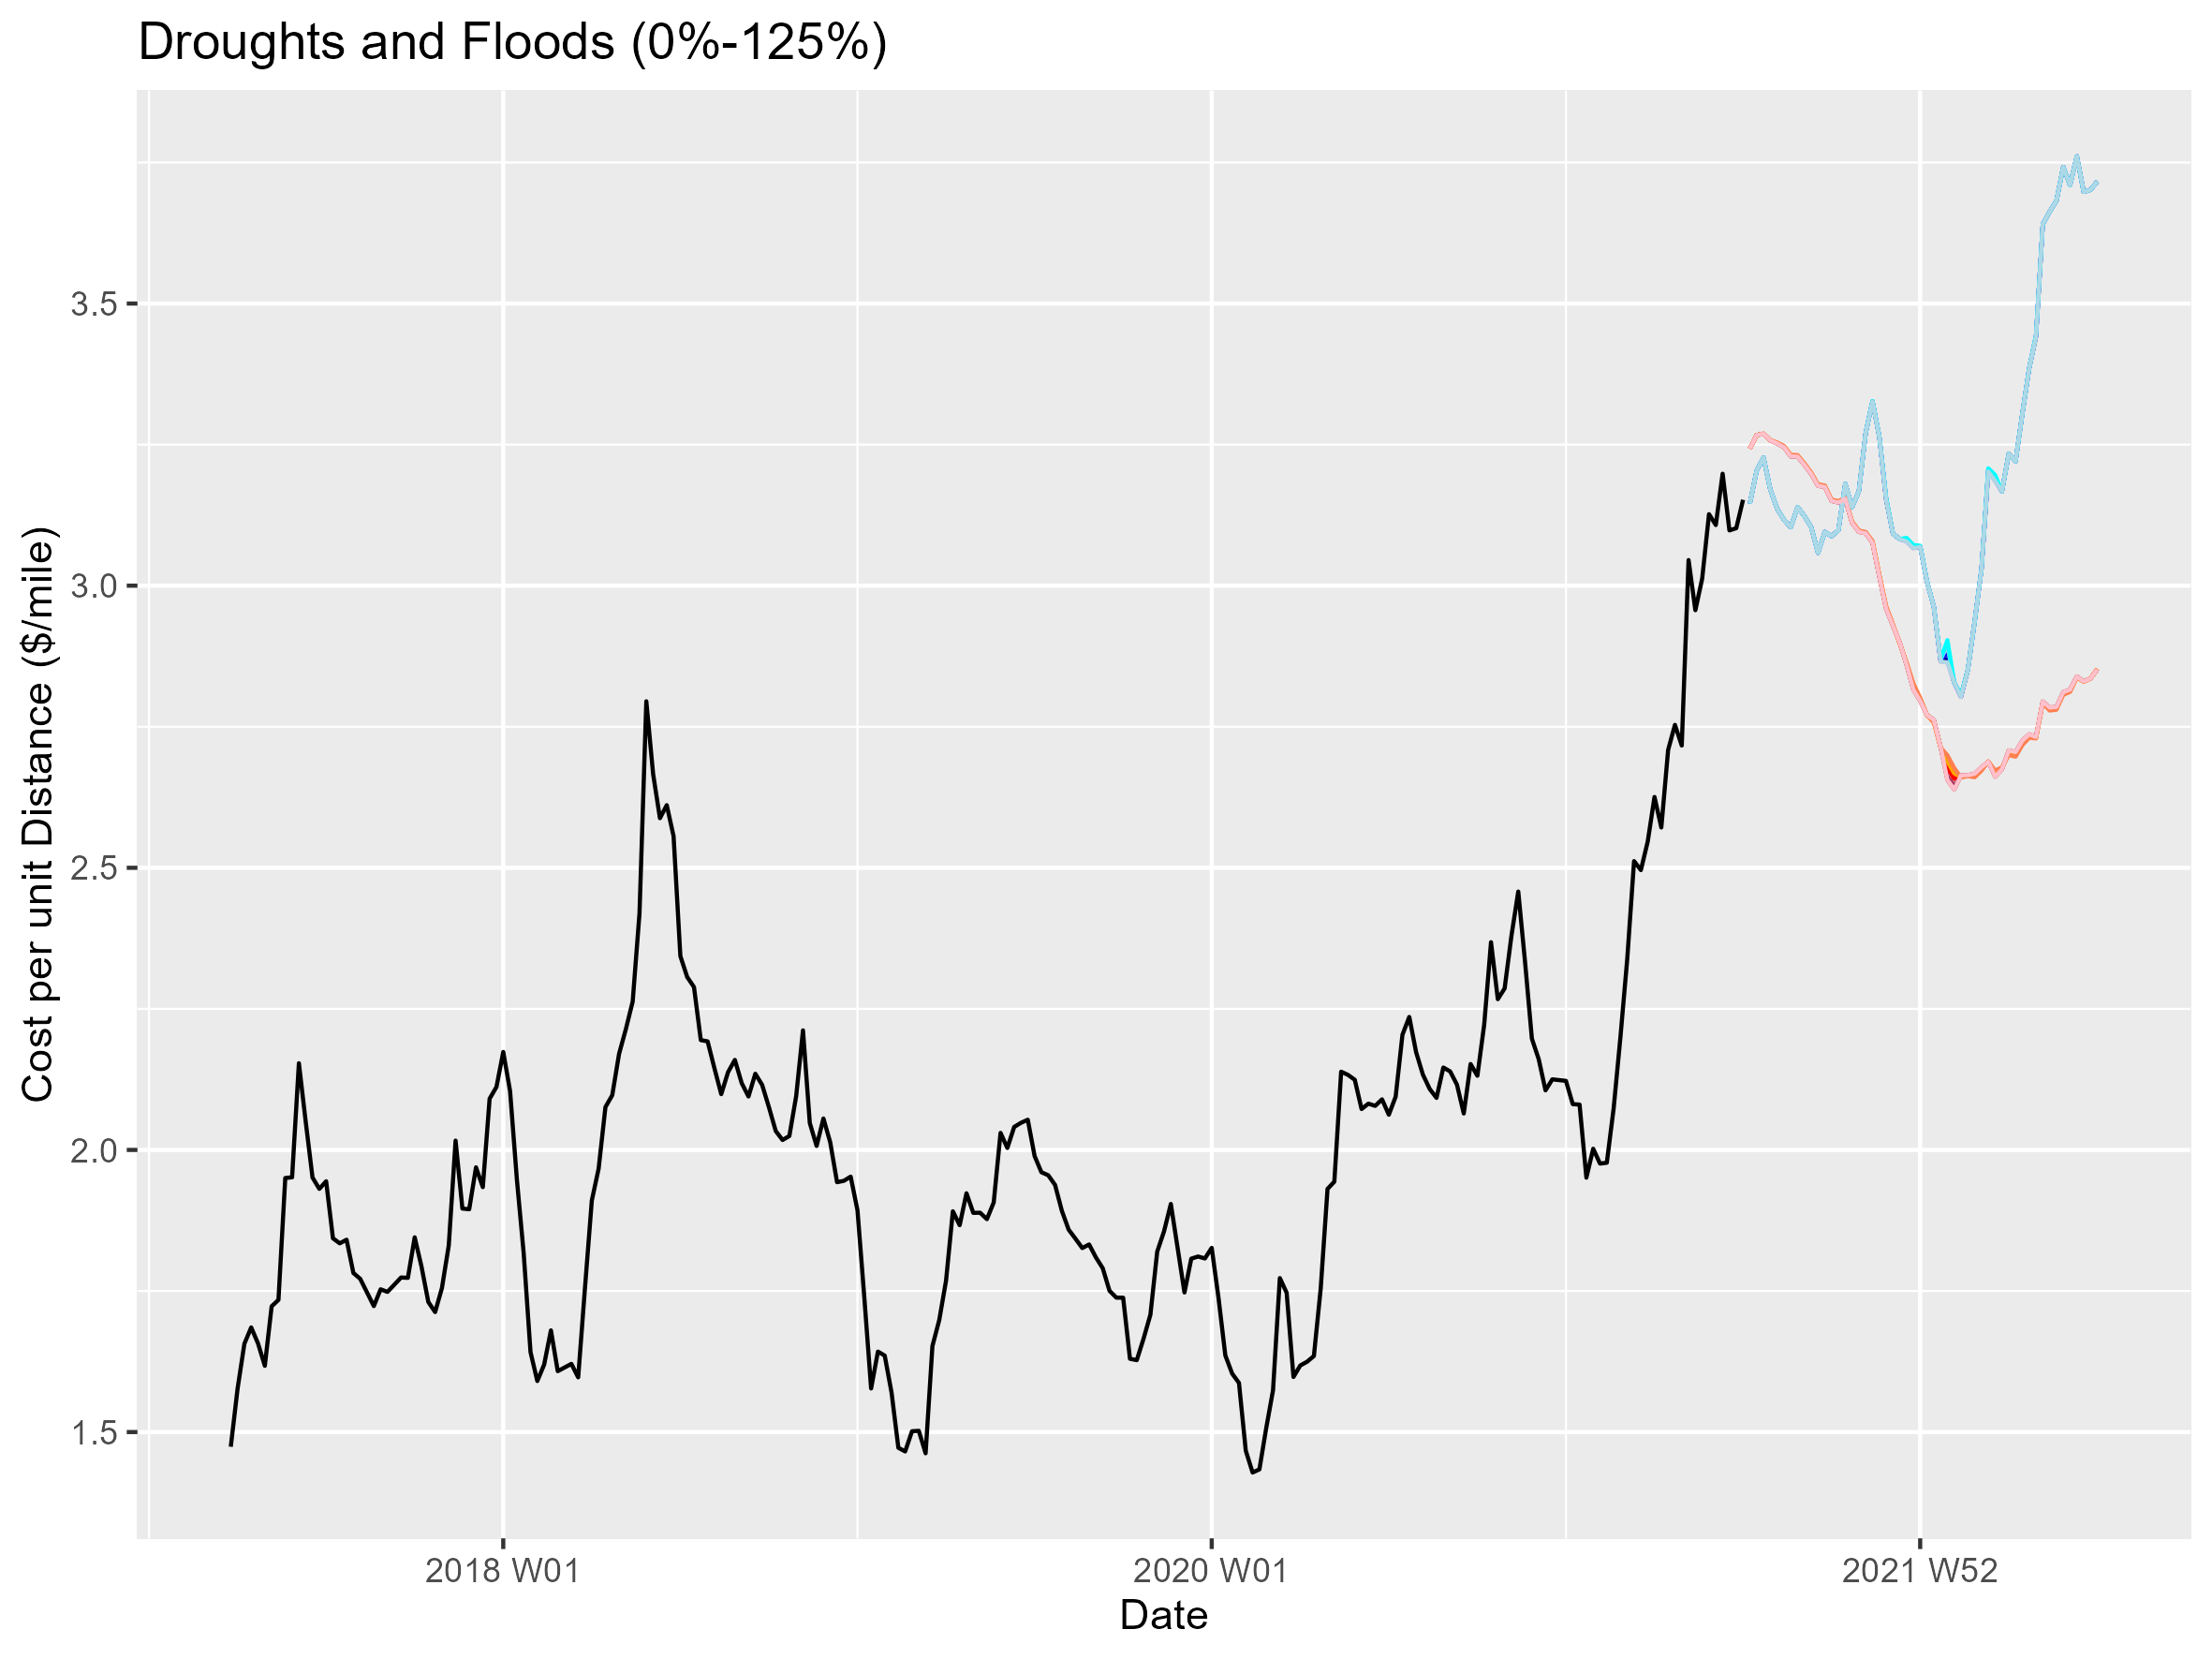 Droughts and Floods (0%-125%)
Cost per unit Distance ($/mile)
3.5
3.0
2.5
2.0
1.5
2018 W01
2020 W01
2021 W52
Date